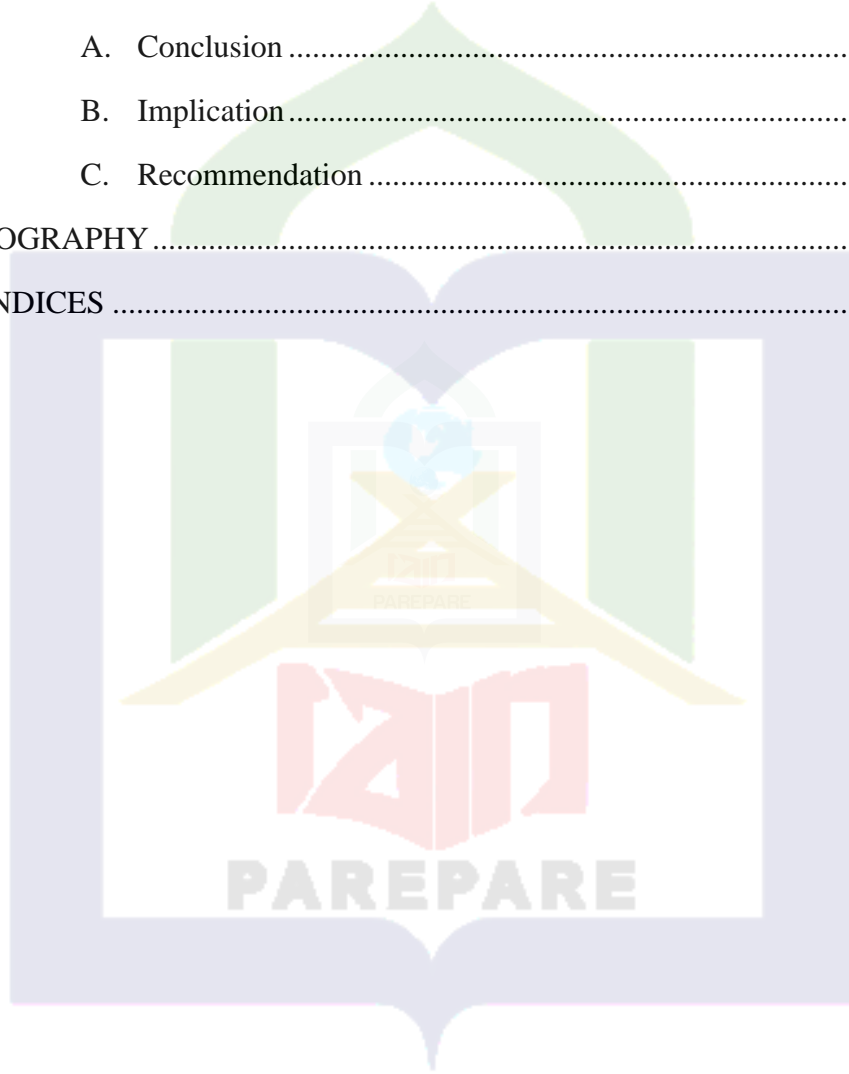 A. Conclusion ........................................................................
B. Implication ........................................................................
C. Recommendation ............................................................
OGRAPHY ....................................................................................
NDICES ........................................................................................
PAREPARE
PAREPARE